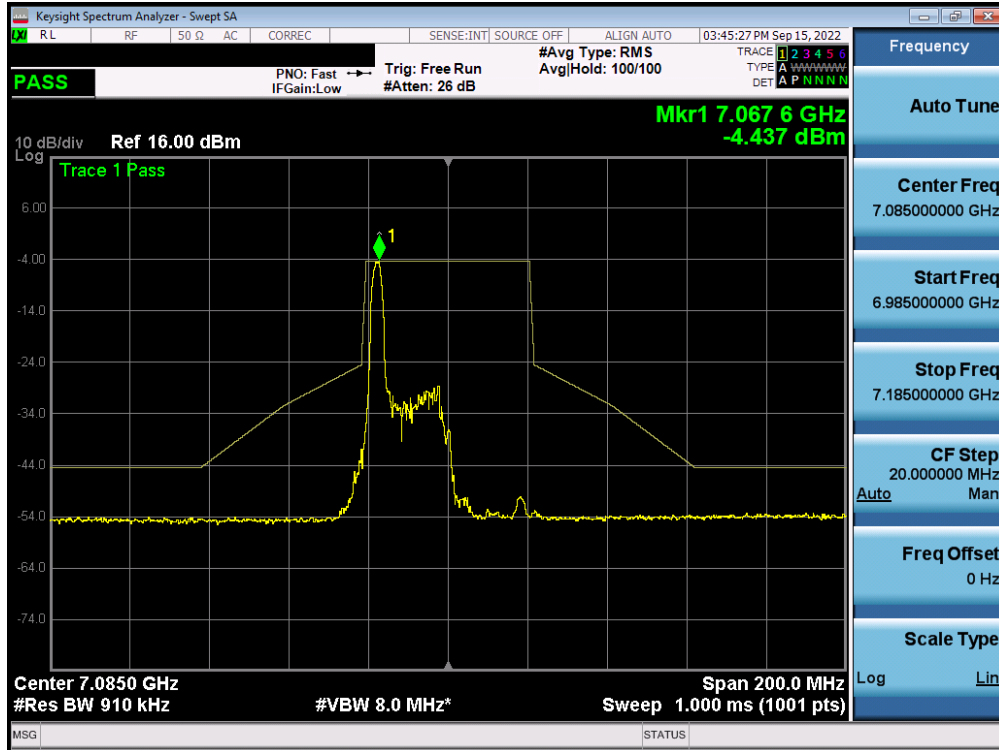 Keysight Spectrum Analyzer - Swept SA
LXI RL RF 50 Ω AC CORREC SENSE:INT SOURCE OFF ALIGN AUTO 03:45:27 PM Sep 15, 2022
PASS
PNO: Fast
IFGain:Low
Trig: Free Run
#Atten: 26 dB
#Avg Type: RMS
Avg|Hold: 100/100
TRACE 1 2 3 4 5 6
TYPE A WWWWW
DET A P N N N N
Mkr1 7.067 6 GHz
-4.437 dBm
10 dB/div Ref 16.00 dBm
Log
Trace 1 Pass
1
6.00
-4.00
-14.0
-24.0
-34.0
-44.0
-54.0
-64.0
-74.0
Center 7.0850 GHz Span 200.0 MHz
#Res BW 910 kHz #VBW 8.0 MHz* Sweep 1.000 ms (1001 pts)
MSG STATUS
Frequency
Auto Tune
Center Freq
7.085000000 GHz
Start Freq
6.985000000 GHz
Stop Freq
7.185000000 GHz
CF Step
20.000000 MHz
Auto Man
Freq Offset
0 Hz
Scale Type
Log Lin